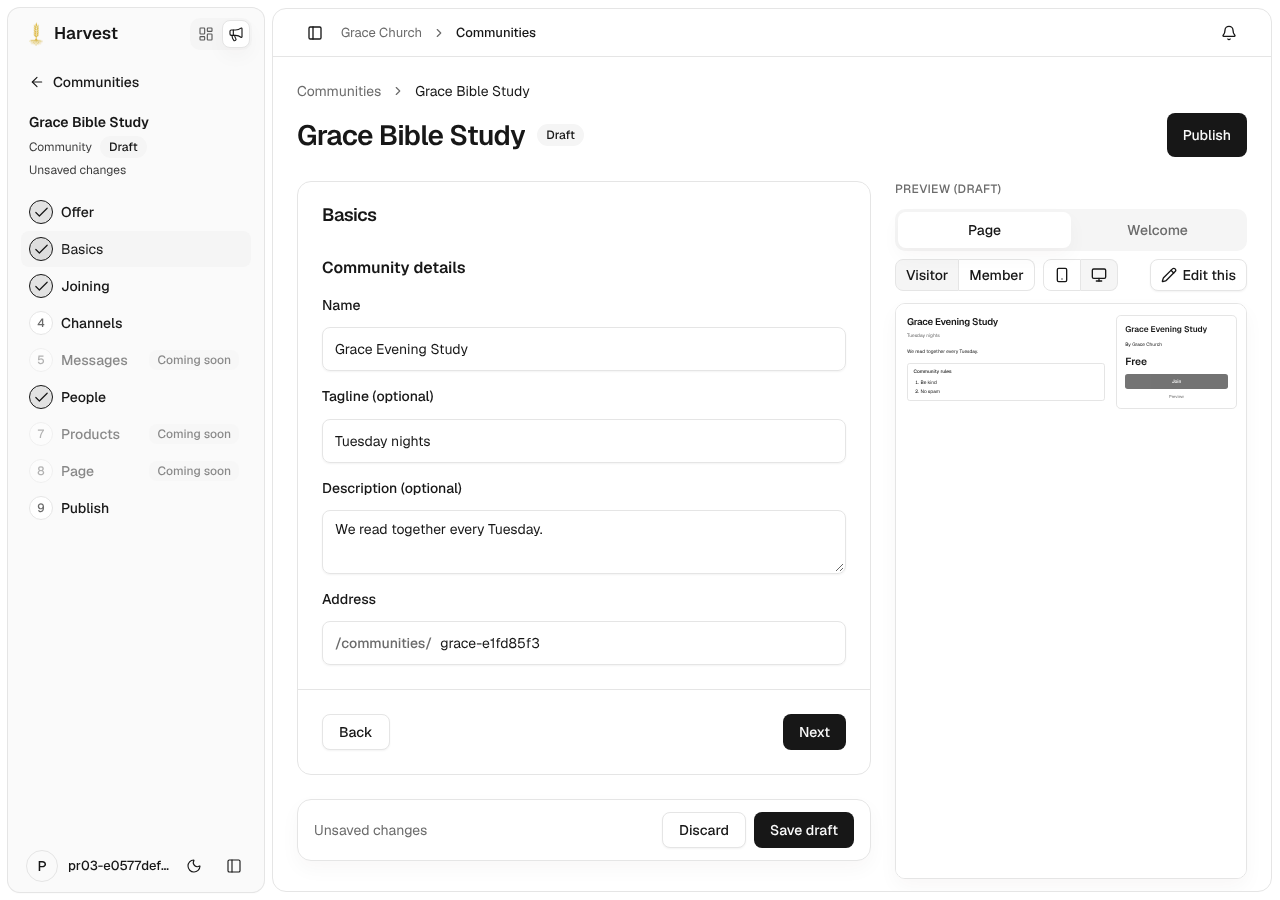 Harvest
Communities
Grace Bible Study
Community Draft
Unsaved changes
Offer
Basics
Joining
4 Channels
5 Messages Coming soon
People
7 Products Coming soon
8 Page Coming soon
9 Publish
P pr03-e0577def…
Grace Church > Communities
Communities > Grace Bible Study
Grace Bible Study Draft
Publish
Basics
Community details
Name
Grace Evening Study
Tagline (optional)
Tuesday nights
Description (optional)
We read together every Tuesday.
Address
/communities/ grace-e1fd85f3
Back Next
Unsaved changes Discard Save draft
PREVIEW (DRAFT)
Page Welcome
Visitor Member Edit this
Grace Evening Study
Tuesday nights
We read together every Tuesday.
Community rules
1. Be kind
2. No spam
Grace Evening Study
By Grace Church
Free
Join
Preview